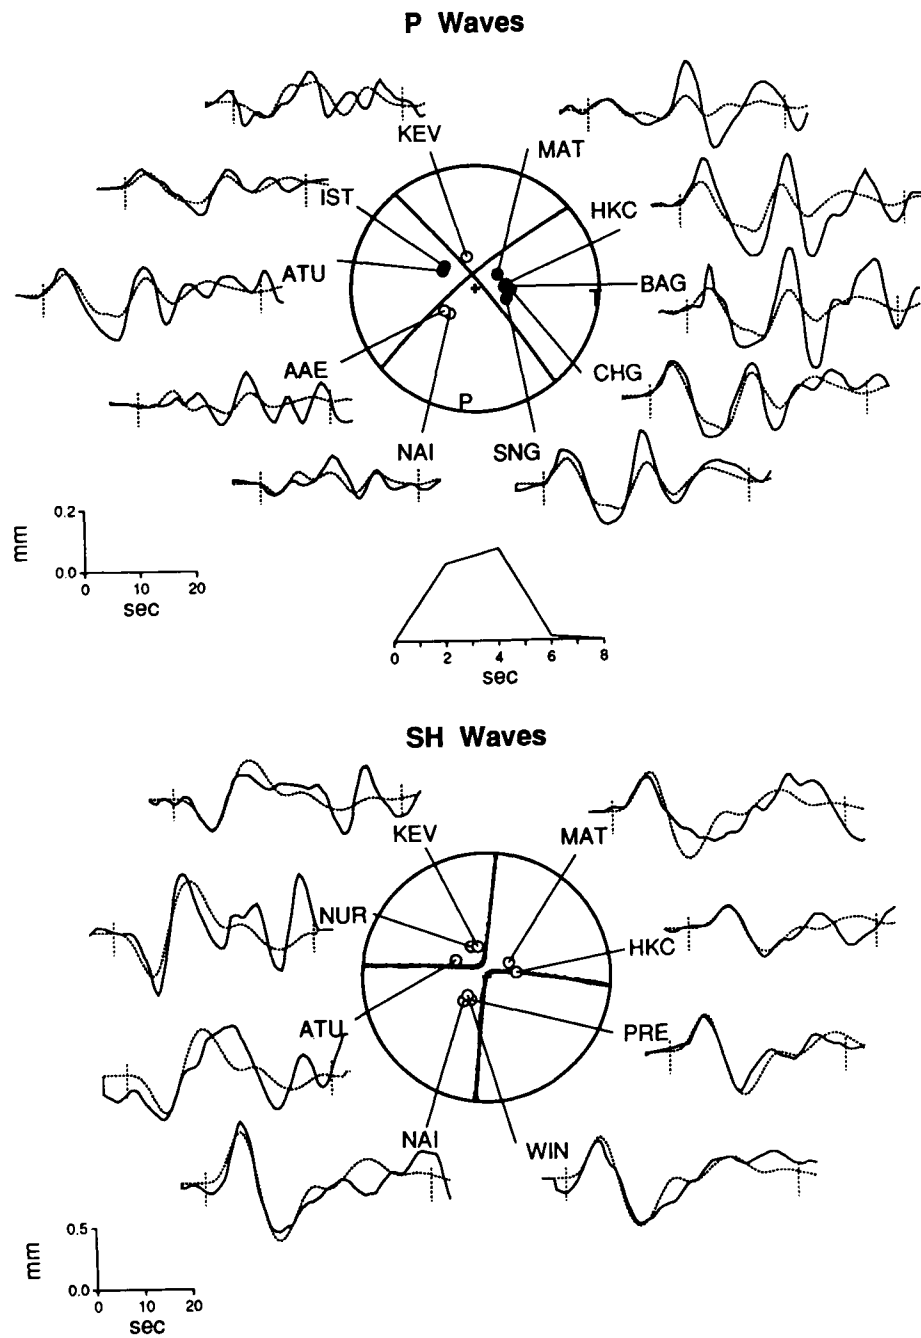 P Waves
KEV
MAT
IST
HKC
ATU
BAG
T
AAE
CHG
P
NAI
SNG
0.2
mm
0.0
0 10 20
sec
0 2 4 6 8
sec
SH Waves
KEV
MAT
NUR
HKC
ATU
PRE
NAI
WIN
0.5
mm
0.0
0 10 20
sec